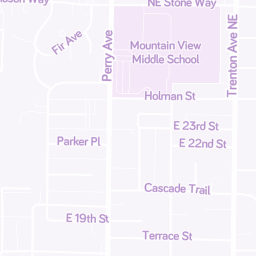 NE Stone Way
Fir Ave
Perry Ave
Mountain View
Middle School
Trenton Ave NE
Holman St
E 23rd St
Parker Pl
E 22nd St
Cascade Trail
E 19th St
Terrace St